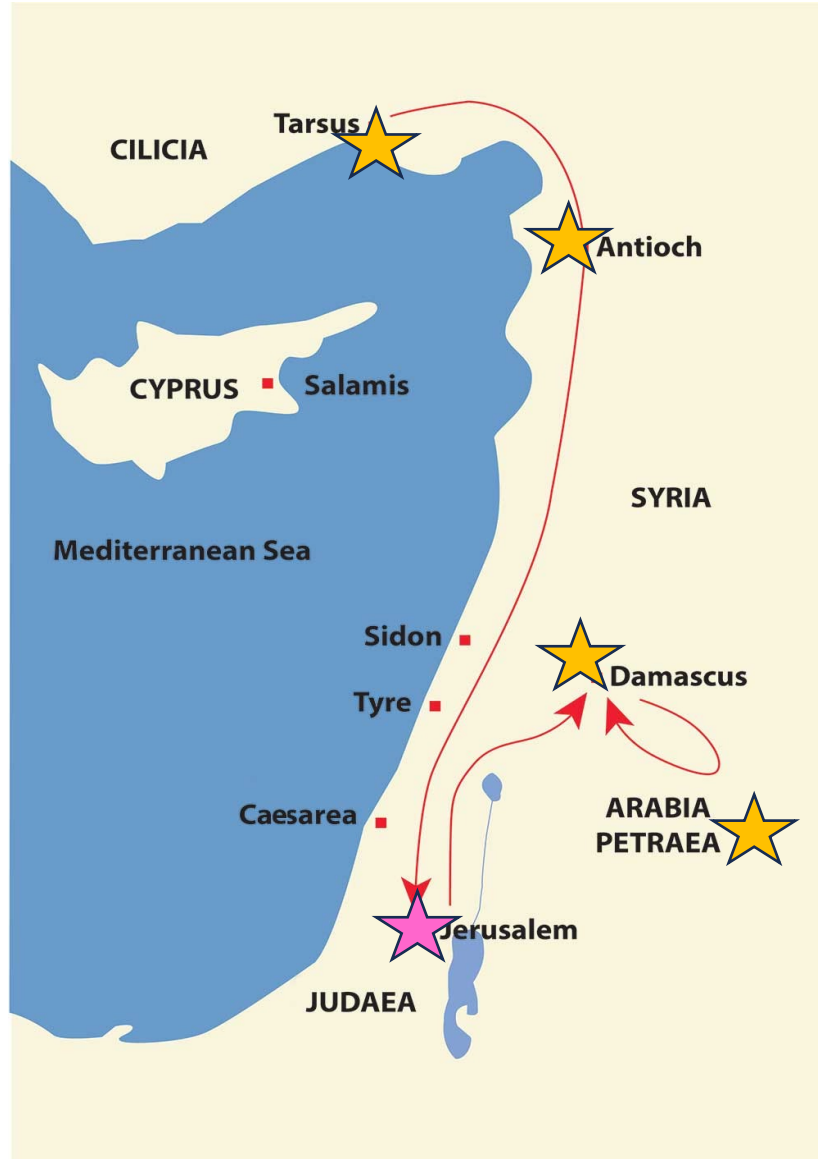 Tarsus
CILICIA
Antioch
CYPRUS
Salamis
SYRIA
Mediterranean Sea
Sidon
Damascus
Tyre
ARABIA
PETRAEA
Caesarea
Jerusalem
JUDAEA